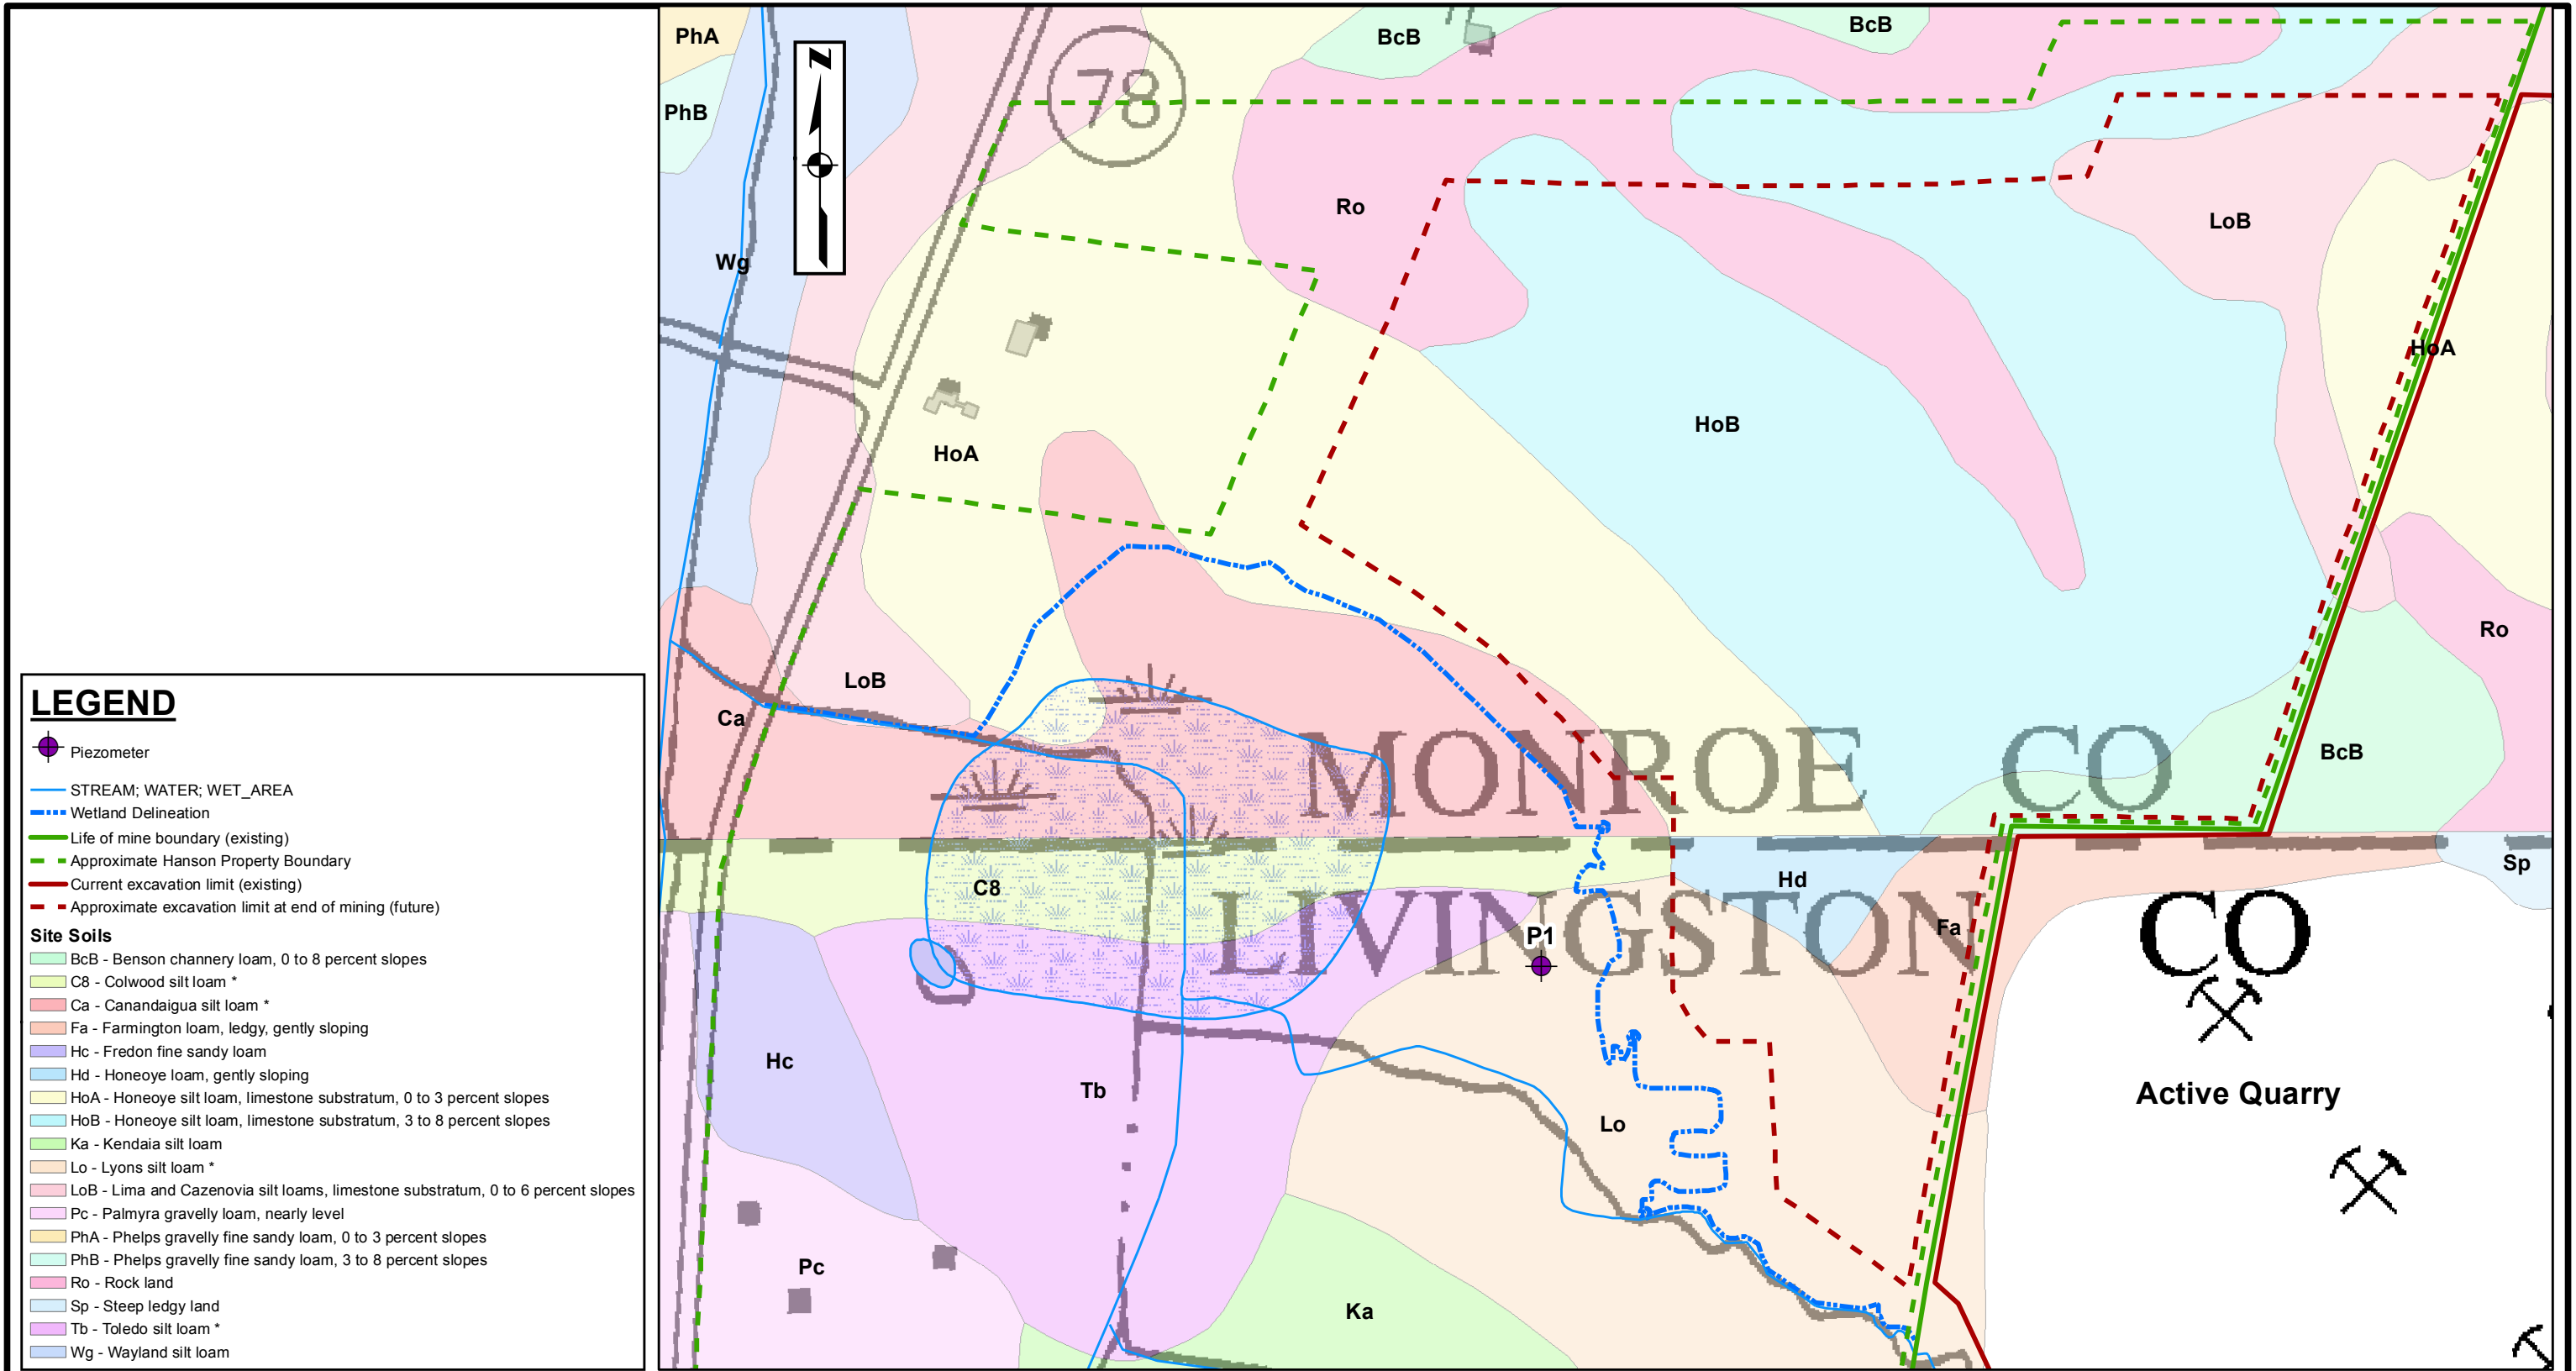 PhA
BcB
BcB
78
N
PhB
Ro
LoB
Wg
HoA
HoB
HoA
Ro
LoB
Ca
MONROE CO
BcB
Sp
C8
Hd
LIVINGSTON CO
Fa
P1
Hc
Tb
Active Quarry
Lo
Pc
Ka
LEGEND
Piezometer
STREAM; WATER; WET_AREA
Wetland Delineation
Life of mine boundary (existing)
Approximate Hanson Property Boundary
Current excavation limit (existing)
Approximate excavation limit at end of mining (future)
Site Soils
BcB - Benson channery loam, 0 to 8 percent slopes
C8 - Colwood silt loam *
Ca - Canandaigua silt loam *
Fa - Farmington loam, ledgy, gently sloping
Hc - Fredon fine sandy loam
Hd - Honeoye loam, gently sloping
HoA - Honeoye silt loam, limestone substratum, 0 to 3 percent slopes
HoB - Honeoye silt loam, limestone substratum, 3 to 8 percent slopes
Ka - Kendaia silt loam
Lo - Lyons silt loam *
LoB - Lima and Cazenovia silt loams, limestone substratum, 0 to 6 percent slopes
Pc - Palmyra gravelly loam, nearly level
PhA - Phelps gravelly fine sandy loam, 0 to 3 percent slopes
PhB - Phelps gravelly fine sandy loam, 3 to 8 percent slopes
Ro - Rock land
Sp - Steep ledgy land
Tb - Toledo silt loam *
Wg - Wayland silt loam